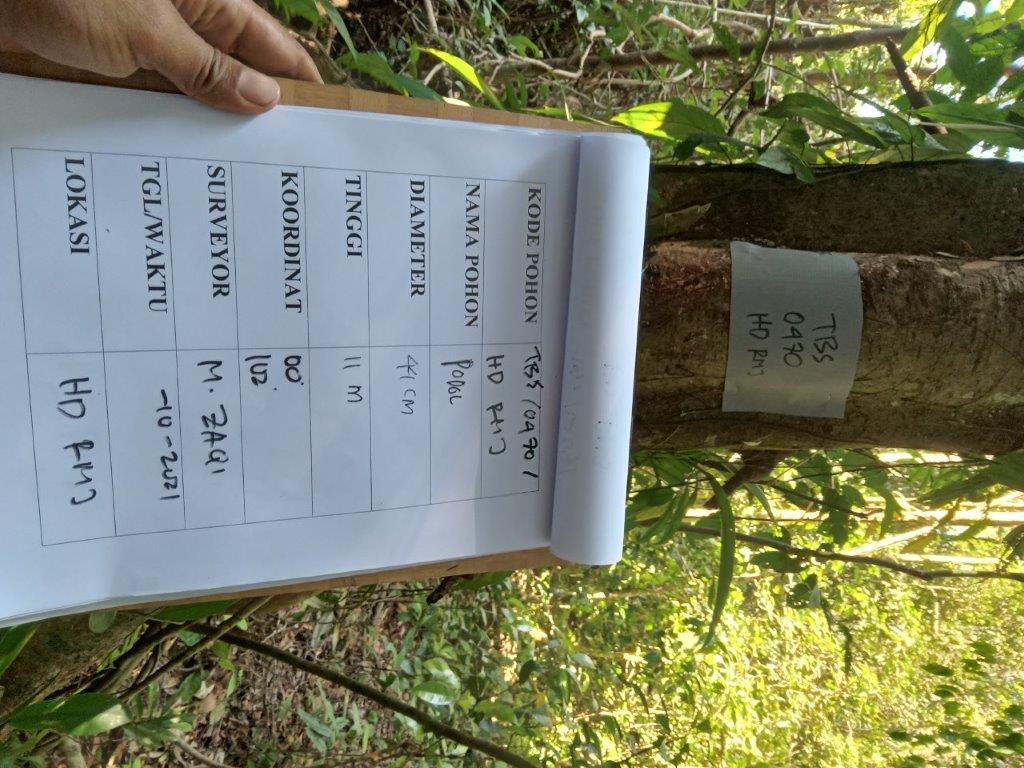 TBS
0470
HD RMJ
KODE POHON TBS/0470/
HD RMJ
NAMA POHON PODOL
DIAMETER 41 CM
TINGGI 11 M
KOORDINAT 00°
102°
SURVEYOR M. ZAQI
TGL/WAKTU -10-2021
LOKASI HD RMJ